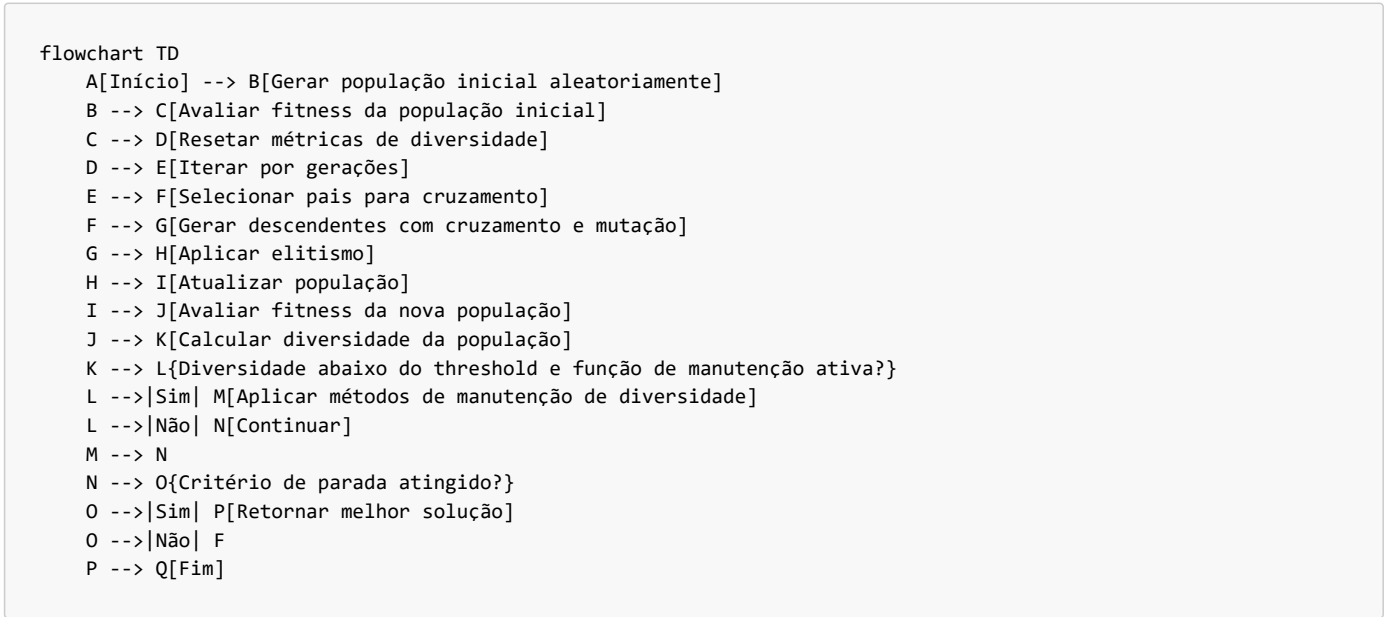 flowchart TD
    A[Início] --> B[Gerar população inicial aleatoriamente]
    B --> C[Avaliar fitness da população inicial]
    C --> D[Resetar métricas de diversidade]
    D --> E[Iterar por gerações]
    E --> F[Selecionar pais para cruzamento]
    F --> G[Gerar descendentes com cruzamento e mutação]
    G --> H[Aplicar elitismo]
    H --> I[Atualizar população]
    I --> J[Avaliar fitness da nova população]
    J --> K[Calcular diversidade da população]
    K --> L{Diversidade abaixo do threshold e função de manutenção ativa?}
    L -->|Sim| M[Aplicar métodos de manutenção de diversidade]
    L -->|Não| N[Continuar]
    M --> N
    N --> O{Critério de parada atingido?}
    O -->|Sim| P[Retornar melhor solução]
    O -->|Não| F
    P --> Q[Fim]